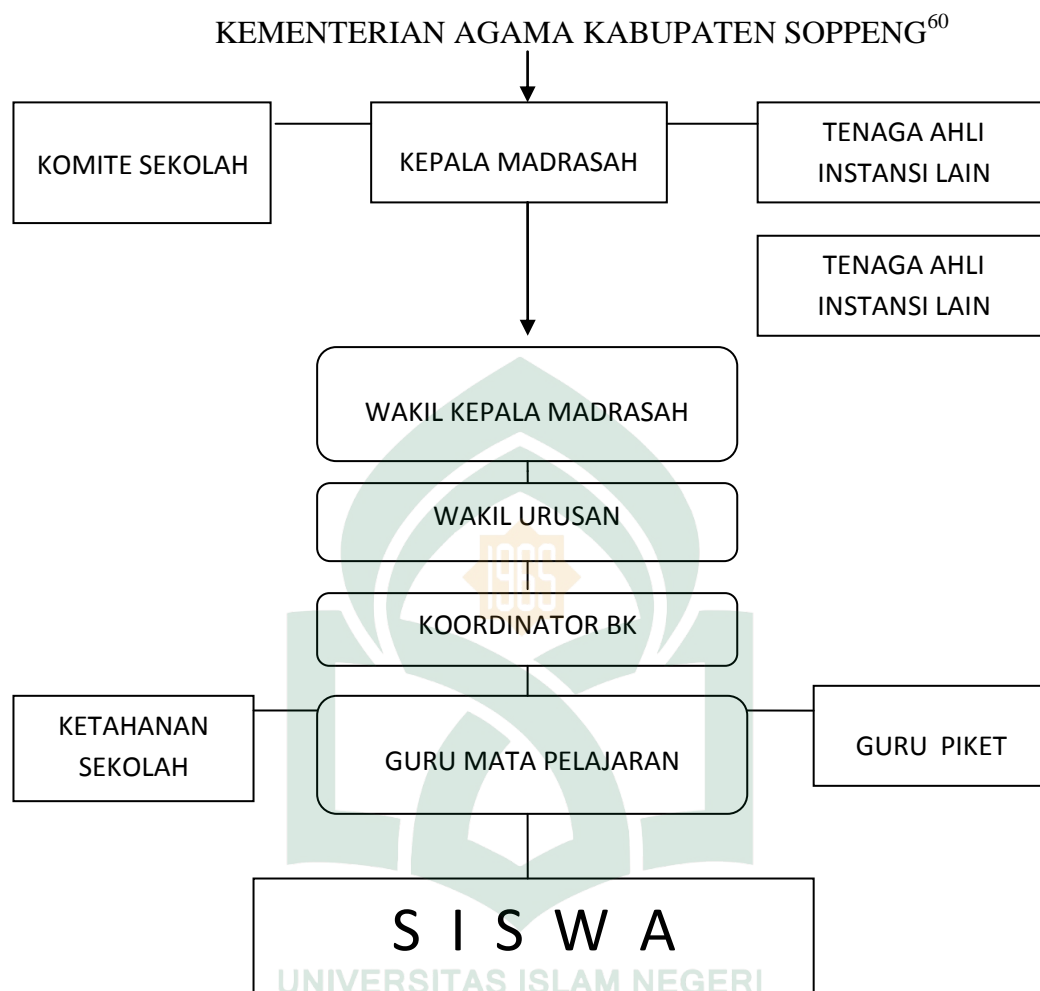 KEMENTERIAN AGAMA KABUPATEN SOPPENG60
KOMITE SEKOLAH
KEPALA MADRASAH
TENAGA AHLI
INSTANSI LAIN
TENAGA AHLI
INSTANSI LAIN
WAKIL KEPALA MADRASAH
WAKIL URUSAN
1985
KOORDINATOR BK
KETAHANAN
SEKOLAH
GURU MATA PELAJARAN
GURU PIKET
S I S W A
UNIVERSITAS ISLAM NEGERI